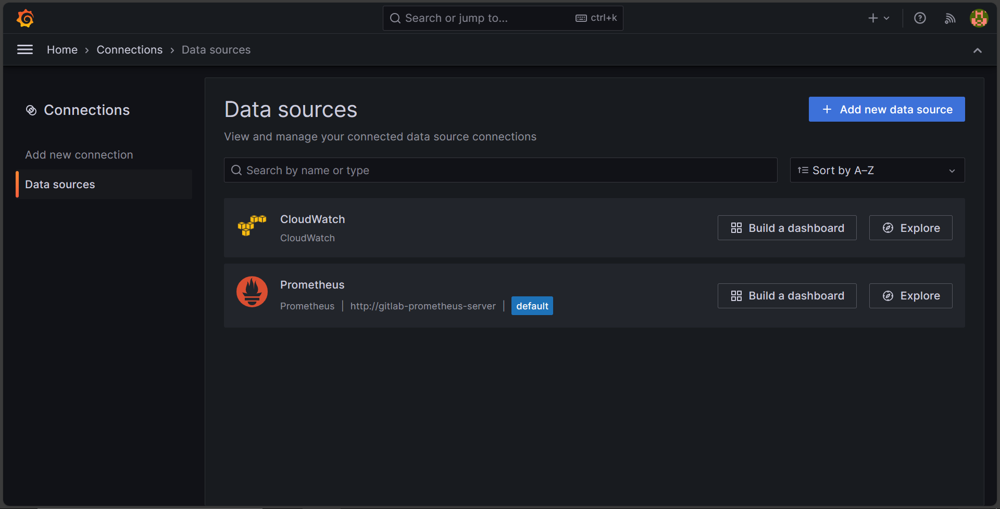 Search or jump to...
ctrl+k
Home
Connections
Data sources
Connections
Add new connection
Data sources
Data sources
Add new data source
View and manage your connected data source connections
Search by name or type
Sort by A–Z
CloudWatch
CloudWatch
Build a dashboard
Explore
Prometheus
Prometheus | http://gitlab-prometheus-server | default
Build a dashboard
Explore